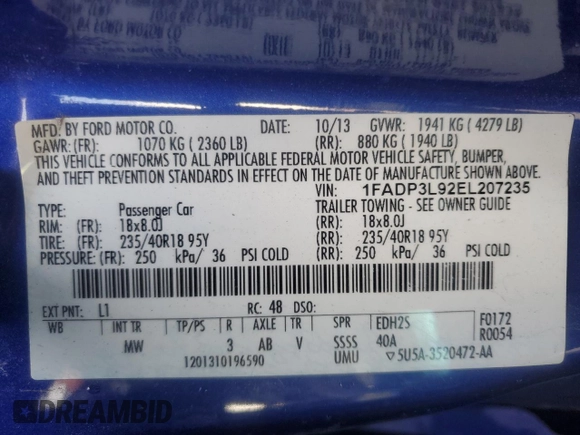 MFD. BY FORD MOTOR CO. DATE: 10/13 GVWR: 1941 KG ( 4279 LB)
GAWR: (FR): 1070 KG ( 2360 LB) (RR): 880 KG ( 1940 LB)
THIS VEHICLE CONFORMS TO ALL APPLICABLE FEDERAL MOTOR VEHICLE SAFETY, BUMPER,
AND THEFT PREVENTION STANDARDS IN EFFECT ON THE DATE OF MANUFACTURE SHOWN ABOVE.
VIN: 1FADP3L92EL207235
TYPE: Passenger Car TRAILER TOWING - SEE OWNER GUIDE
RIM: (FR): 18x8.0J (RR): 18x8.0J
TIRE: (FR): 235/40R18 95Y (RR): 235/40R18 95Y
PRESSURE: (FR): 250 kPa/ 36 PSI COLD (RR): 250 kPa/ 36 PSI COLD
EXT PNT: L1 RC: 48 DSO:
WB INT TR TP/PS R AXLE TR SPR EDH2S F0172
MW 3 AB V SSSS 40A R0054
1201310196590 UMU ▽5U5A-3520472-AA
DREAMBID